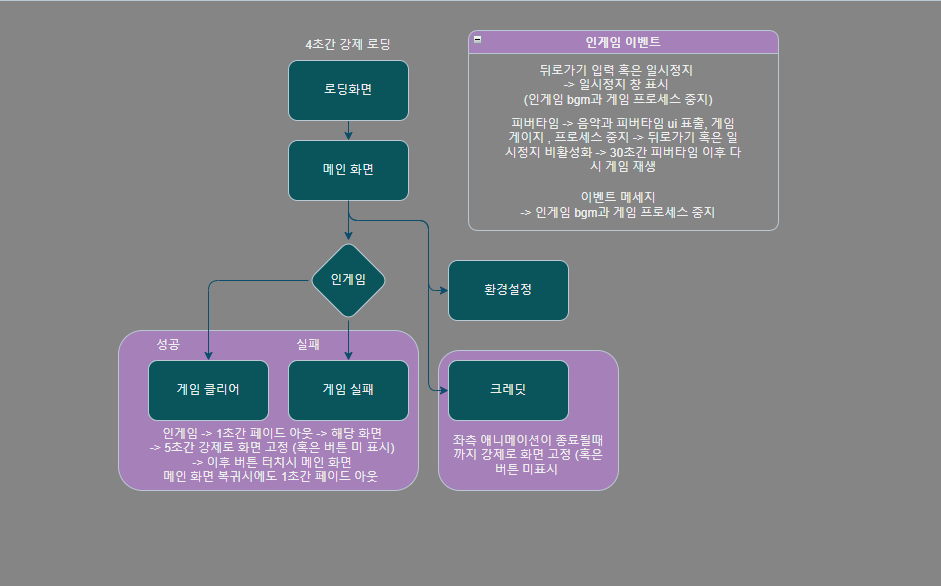 4초간 강제 로딩
로딩화면
메인 화면
인게임
환경설정
성공
실패
게임 클리어
게임 실패
크레딧
인게임 -> 1초간 페이드 아웃 -> 해당 화면
-> 5초간 강제로 화면 고정 (혹은 버튼 미 표시)
-> 이후 버튼 터치시 메인 화면
메인 화면 복귀시에도 1초간 페이드 아웃
좌측 에니메이션이 종료될때
까지 강제로 화면 고정 (혹은
버튼 미표시
인게임 이벤트
뒤로가기 입력 혹은 일시정지
-> 일시정지 창 표시
(인게임 bgm과 게임 프로세스 중지)
피버타임 -> 음악과 피버타임 ui 표출, 게임
게이지 , 프로세스 중지 -> 뒤로가기 혹은 일
시정지 비활성화 -> 30초간 피버타임 이후 다
시 게임 재생
이벤트 메세지
-> 인게임 bgm과 게임 프로세스 중지